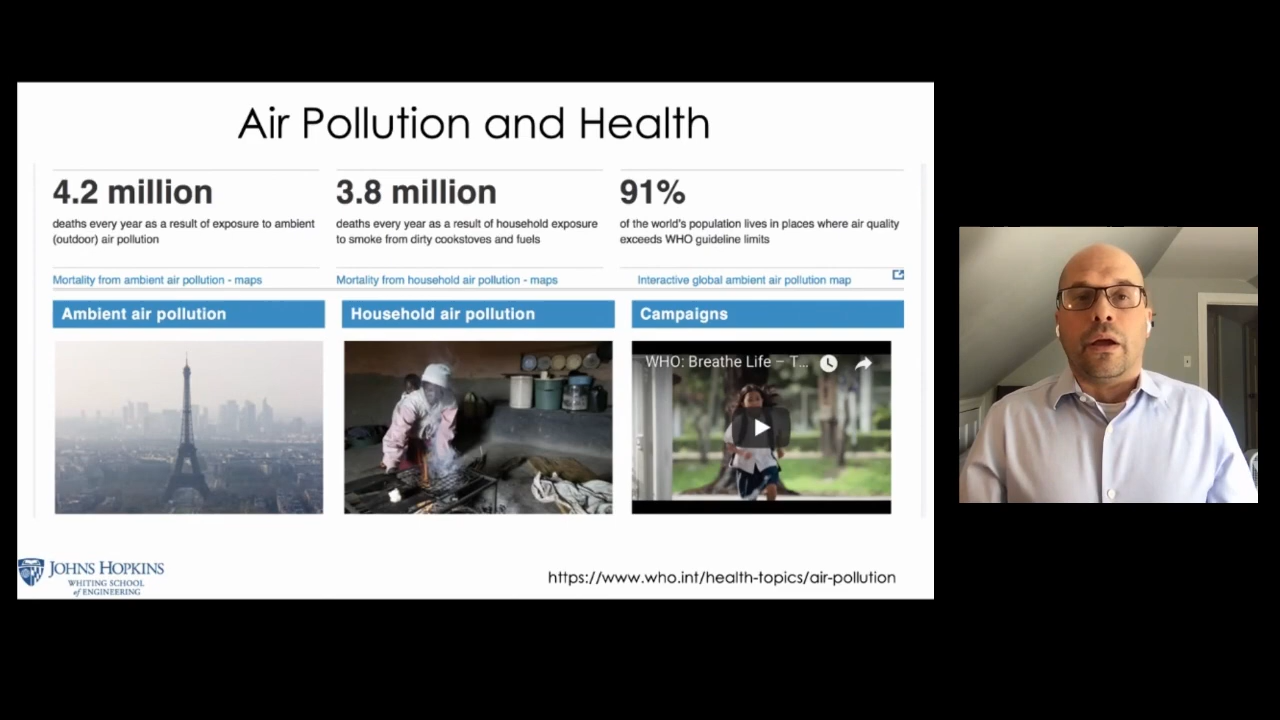 Air Pollution and Health
4.2 million
deaths every year as a result of exposure to ambient
(outdoor) air pollution
3.8 million
deaths every year as a result of household exposure
to smoke from dirty cookstoves and fuels
91%
of the world's population lives in places where air quality
exceeds WHO guideline limits
Mortality from ambient air pollution - maps
Mortality from household air pollution - maps
Interactive global ambient air pollution map
Ambient air pollution
Household air pollution
Campaigns
WHO: Breathe Life – T...
JOHNS HOPKINS
WHITING SCHOOL
of ENGINEERING
https://www.who.int/health-topics/air-pollution